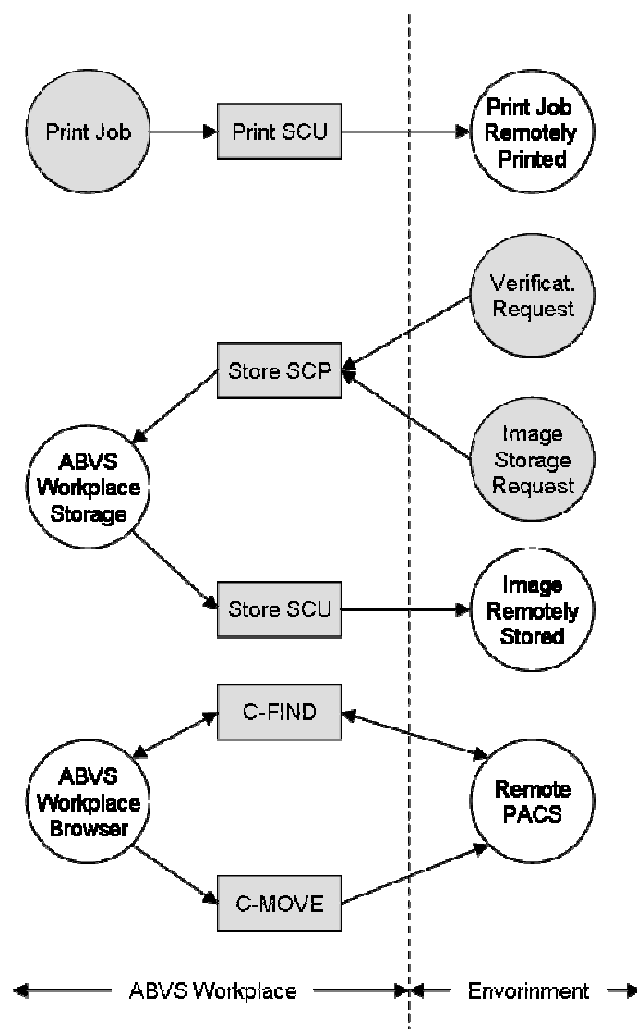 Print Job
Print SCU
Print Job
Remotely
Printed
Verificat.
Request
Store SCP
Image
Storage
Request
ABVS
Workplace
Storage
Store SCU
Image
Remotely
Stored
C-FIND
ABVS
Workplace
Browser
Remote
PACS
C-MOVE
ABVS Workplace
Envorinment